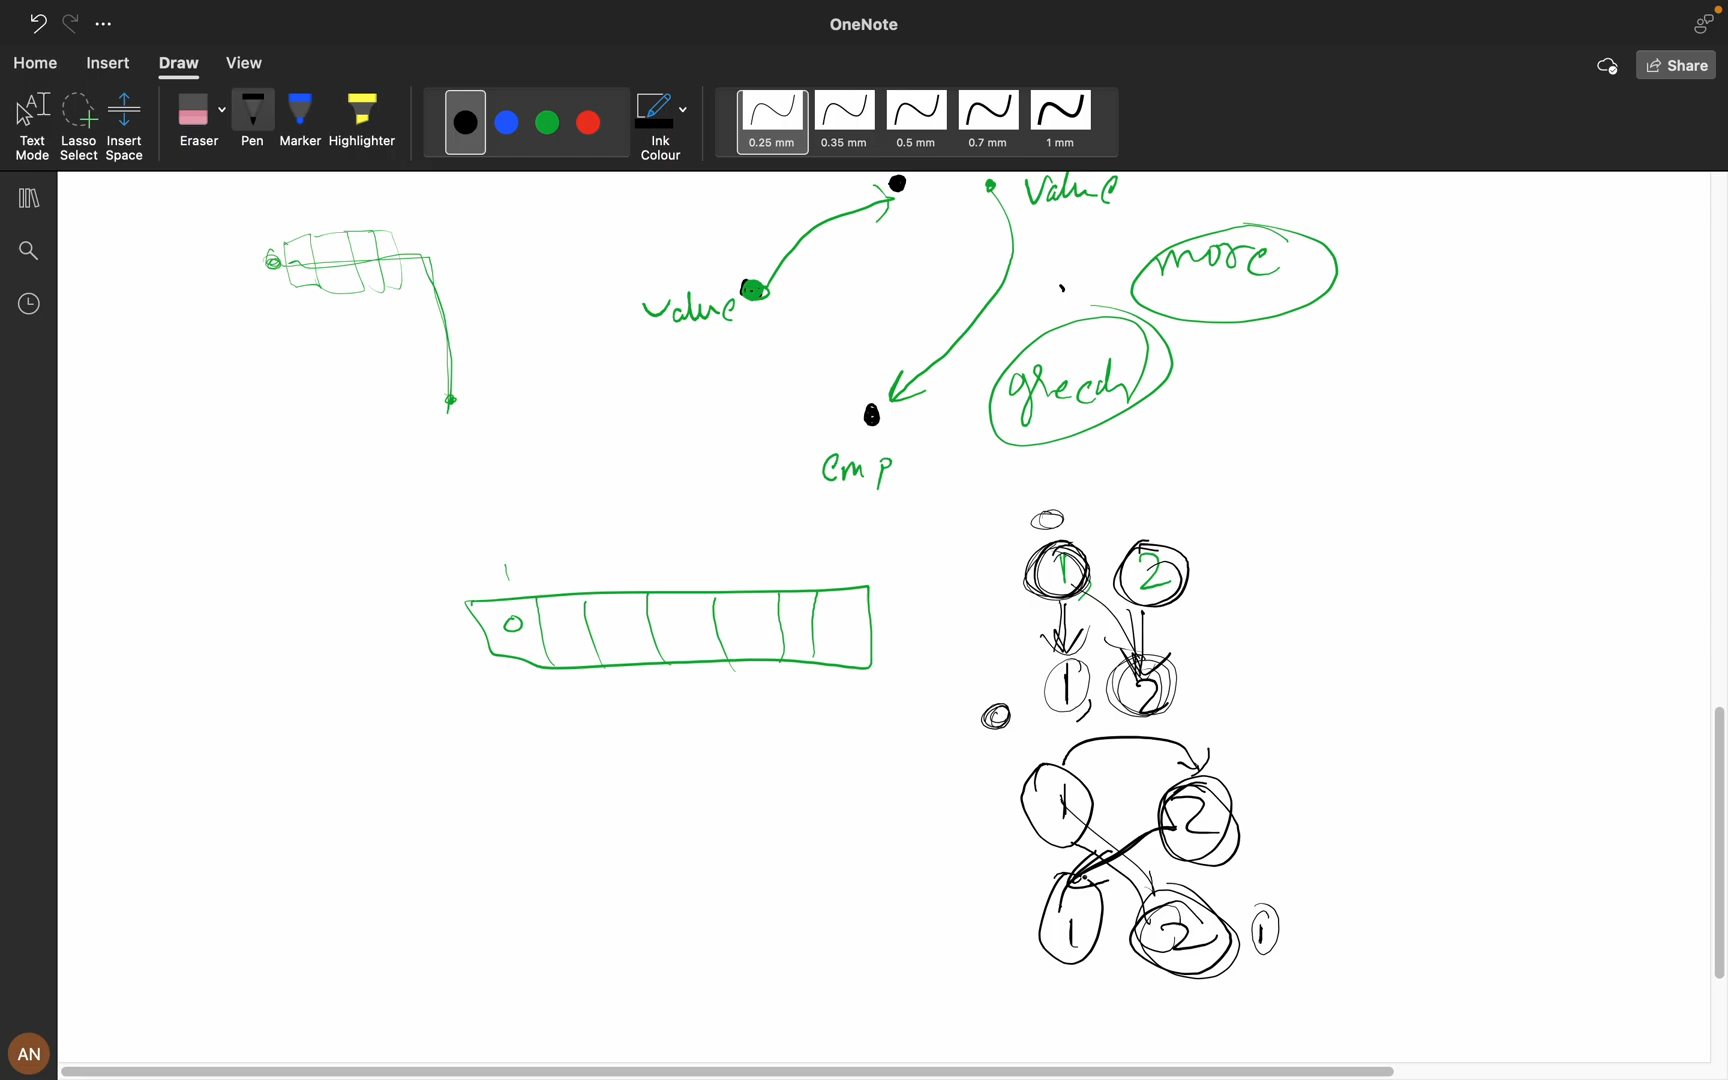 OneNote
Home Insert Draw View
Share
Text Mode
Lasso Select
Insert Space
Eraser
Pen
Marker
Highlighter
Ink Colour
0.25 mm
0.35 mm
0.5 mm
0.7 mm
1 mm
value
more
value
greedy
emp
1 2
0
1, 2
1 2
1 2 1
AN